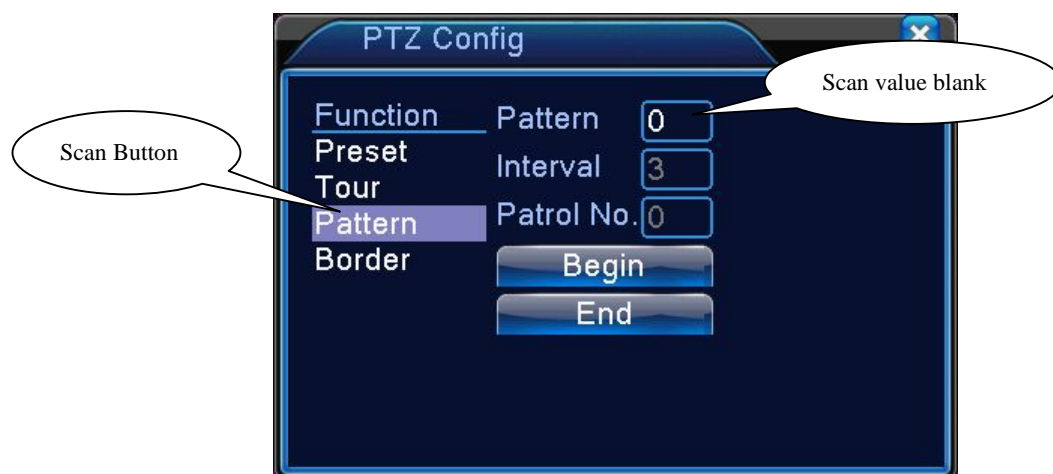 PTZ Config
Scan value blank
Function
Pattern 0
Scan Button
Preset
Interval 3
Tour
Pattern
Patrol No. 0
Border
Begin
End